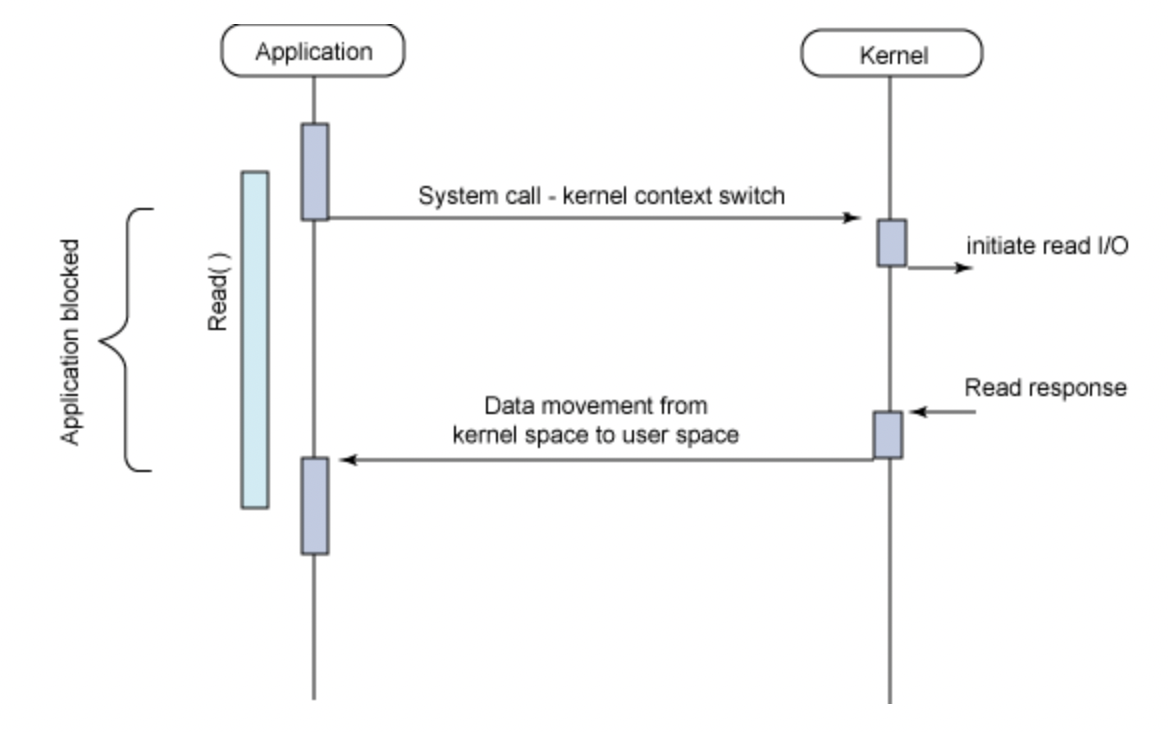 Application
Kernel
System call - kernel context switch
initiate read I/O
Read( )
Application blocked
Read response
Data movement from
kernel space to user space